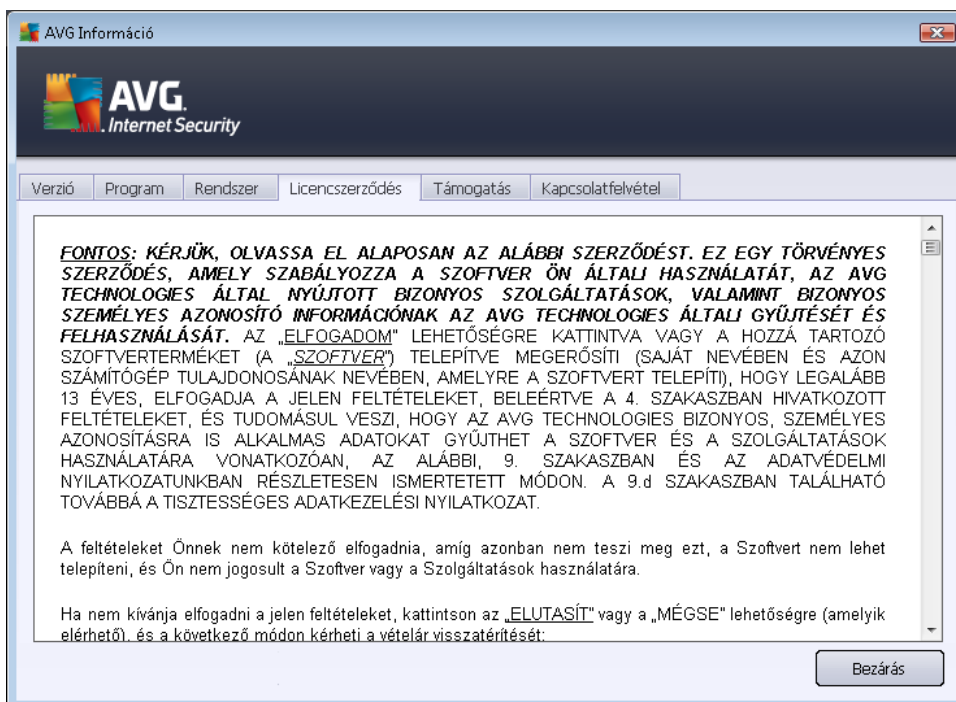 AVG Információ
AVG.
Internet Security
Verzió Program Rendszer Licencszerződés Támogatás Kapcsolatfelvétel
FONTOS: KÉRJÜK, OLVASSA EL ALAPOSAN AZ ALÁBBI SZERZŐDÉST. EZ EGY TÖRVÉNYES
SZERZŐDÉS, AMELY SZABÁLYOZZA A SZOFTVER ÖN ÁLTALI HASZNÁLATÁT, AZ AVG
TECHNOLOGIES ÁLTAL NYÚJTOTT BIZONYOS SZOLGÁLTATÁSOK, VALAMINT BIZONYOS
SZEMÉLYES AZONOSÍTÓ INFORMÁCIÓNAK AZ AVG TECHNOLOGIES ÁLTALI GYŰJTÉSÉT ÉS
FELHASZNÁLÁSÁT. AZ „ELFOGADOM" LEHETŐSÉGRE KATTINTVA VAGY A HOZZÁ TARTOZÓ
SZOFTVERTERMÉKET (A „SZOFTVER") TELEPÍTVE MEGERŐSÍTI (SAJÁT NEVÉBEN ÉS AZON
SZÁMÍTÓGÉP TULAJDONOSÁNAK NEVÉBEN, AMELYRE A SZOFTVERT TELEPÍTI), HOGY LEGALÁBB
13 ÉVES, ELFOGADJA A JELEN FELTÉTELEKET, BELEÉRTVE A 4. SZAKASZBAN HIVATKOZOTT
FELTÉTELEKET, ÉS TUDOMÁSUL VESZI, HOGY AZ AVG TECHNOLOGIES BIZONYOS, SZEMÉLYES
AZONOSÍTÁSRA IS ALKALMAS ADATOKAT GYŰJTHET A SZOFTVER ÉS A SZOLGÁLTATÁSOK
HASZNÁLATÁRA VONATKOZÓAN, AZ ALÁBBI, 9. SZAKASZBAN ÉS AZ ADATVÉDELMI
NYILATKOZATUNKBAN RÉSZLETESEN ISMERTETETT MÓDON. A 9.d SZAKASZBAN TALÁLHATÓ
TOVÁBBÁ A TISZTESSÉGES ADATKEZELÉSI NYILATKOZAT.
A feltételeket Önnek nem kötelező elfogadnia, amíg azonban nem teszi meg ezt, a Szoftvert nem lehet
telepíteni, és Ön nem jogosult a Szoftver vagy a Szolgáltatások használatára.
Ha nem kívánja elfogadni a jelen feltételeket, kattintson az „ELUTASÍT" vagy a „MÉGSE" lehetőségre (amelyik
elérhető), és a következő módon kérheti a vételár visszatérítését:
Bezárás